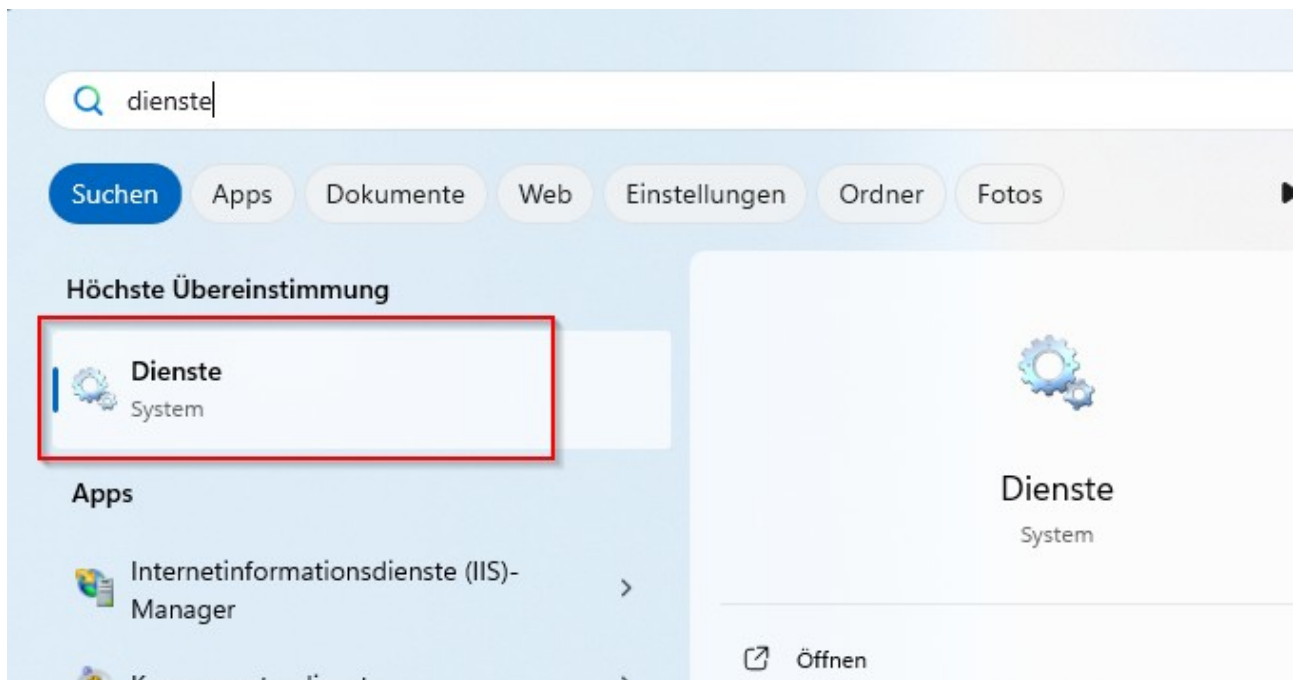 dienste
Suchen Apps Dokumente Web Einstellungen Ordner Fotos
Höchste Übereinstimmung
Dienste
System
Apps
Internetinformationsdienste (IIS)-
Manager
Dienste
System
Öffnen